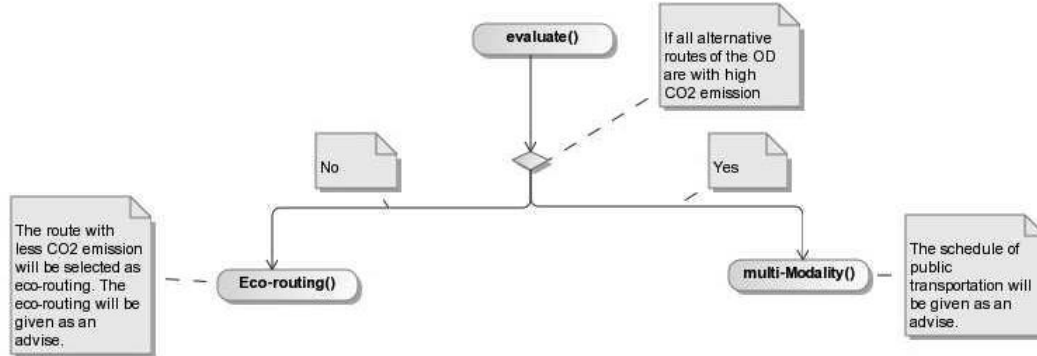 evaluate()
If all alternative
routes of the OD
are with high
CO2 emission
No
Yes
The route with
less CO2 emission
will be selected as
eco-routing. The
eco-routing will be
given as an
advise.
Eco-routing()
multi-Modality()
The schedule of
public
transportation will
be given as an
advise.